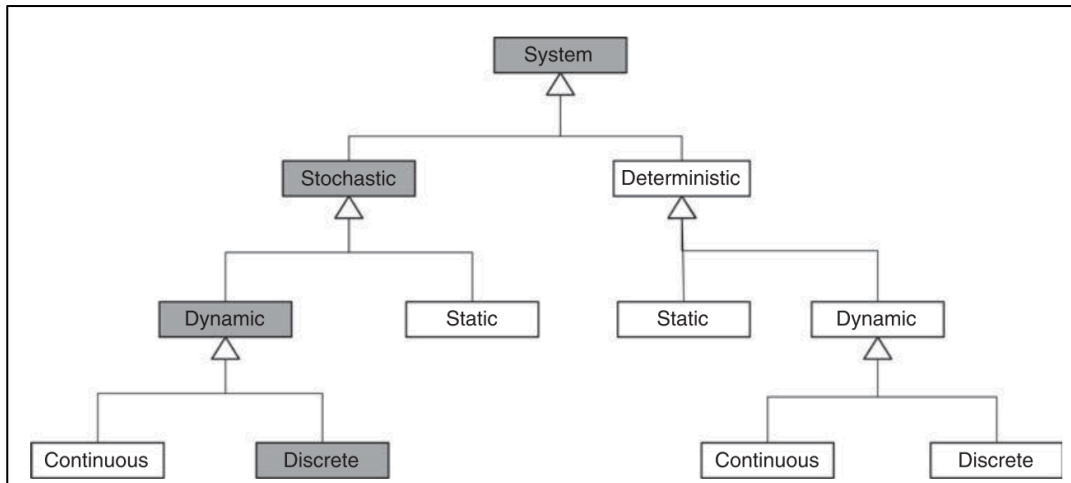 System
Stochastic
Deterministic
Dynamic
Static
Static
Dynamic
Continuous
Discrete
Continuous
Discrete